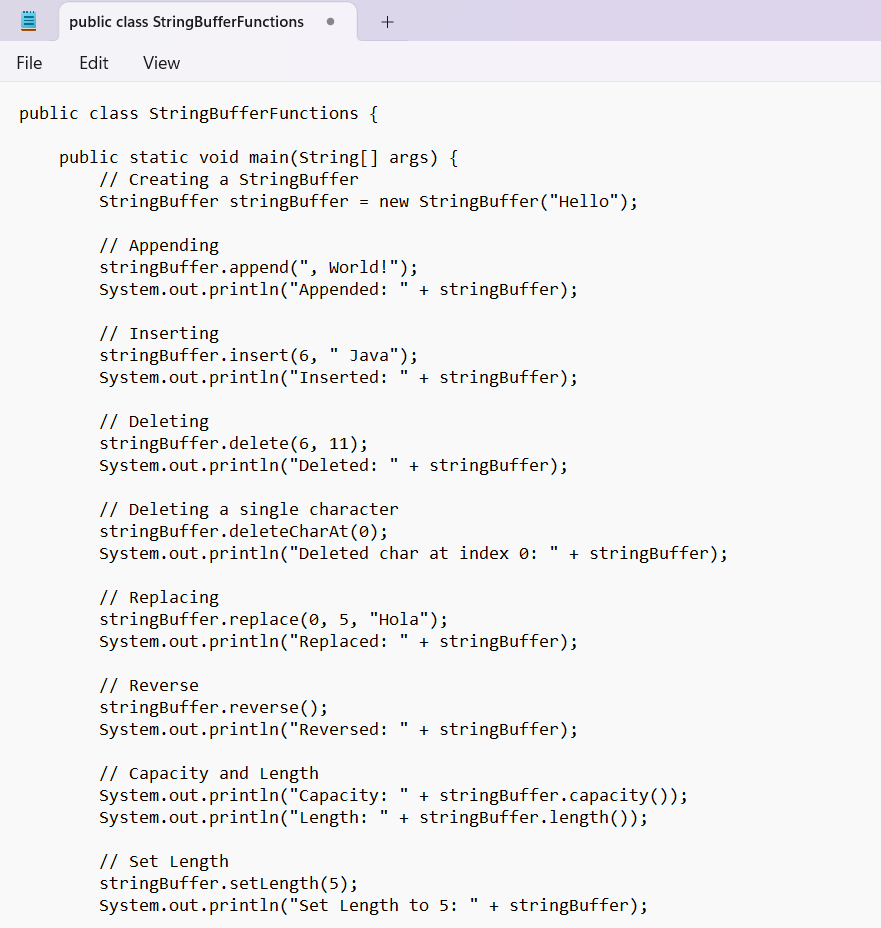 public class StringBufferFunctions
File Edit View
public class StringBufferFunctions {
public static void main(String[] args) {
// Creating a StringBuffer
StringBuffer stringBuffer = new StringBuffer("Hello");
// Appending
stringBuffer.append(", World!");
System.out.println("Appended: " + stringBuffer);
// Inserting
stringBuffer.insert(6, " Java");
System.out.println("Inserted: " + stringBuffer);
// Deleting
stringBuffer.delete(6, 11);
System.out.println("Deleted: " + stringBuffer);
// Deleting a single character
stringBuffer.deleteCharAt(0);
System.out.println("Deleted char at index 0: " + stringBuffer);
// Replacing
stringBuffer.replace(0, 5, "Hola");
System.out.println("Replaced: " + stringBuffer);
// Reverse
stringBuffer.reverse();
System.out.println("Reversed: " + stringBuffer);
// Capacity and Length
System.out.println("Capacity: " + stringBuffer.capacity());
System.out.println("Length: " + stringBuffer.length());
// Set Length
stringBuffer.setLength(5);
System.out.println("Set Length to 5: " + stringBuffer);